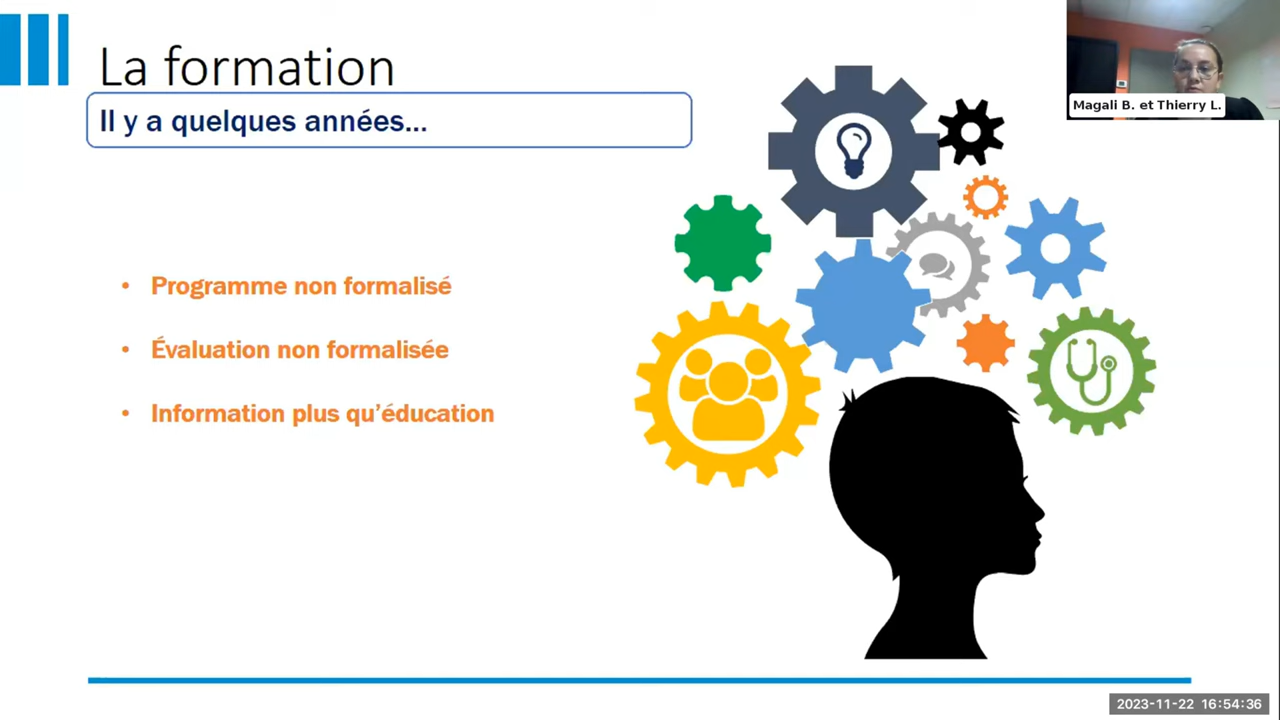 La formation
Il y a quelques années...
• Programme non formalisé
• Évaluation non formalisée
• Information plus qu’éducation
Magali B. et Thierry L.
2023-11-22 16:54:36